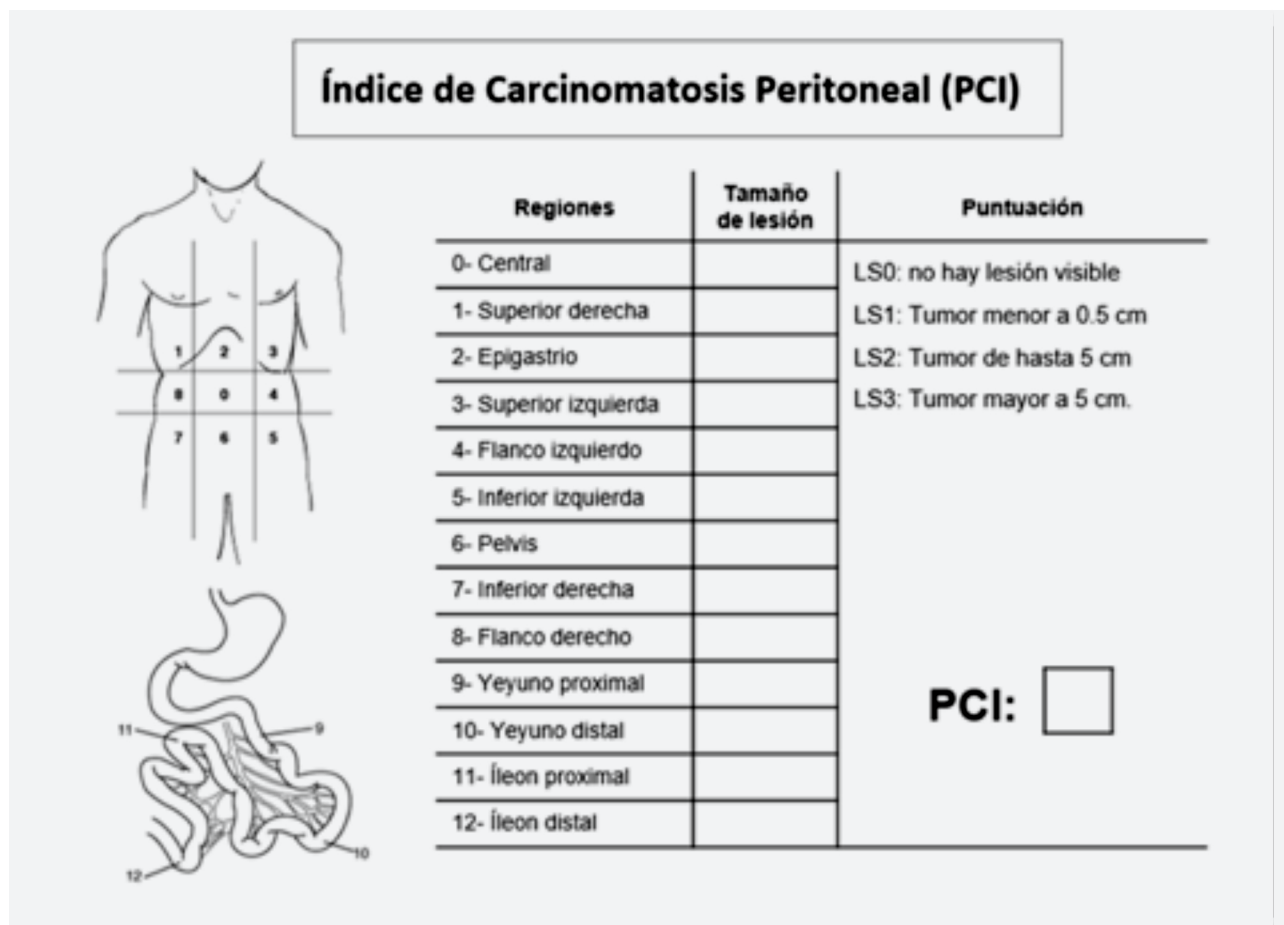 Índice de Carcinomatosis Peritoneal (PCI)
1 2 3
8 0 4
7 6 5
11
9
10
12
Regiones
Tamaño
de lesión
Puntuación
0- Central
1- Superior derecha
2- Epigastrio
3- Superior izquierda
4- Flanco izquierdo
5- Inferior izquierda
6- Pelvis
7- Inferior derecha
8- Flanco derecho
9- Yeyuno proximal
10- Yeyuno distal
11- Íleon proximal
12- Íleon distal
LS0: no hay lesión visible
LS1: Tumor menor a 0.5 cm
LS2: Tumor de hasta 5 cm
LS3: Tumor mayor a 5 cm.
PCI: